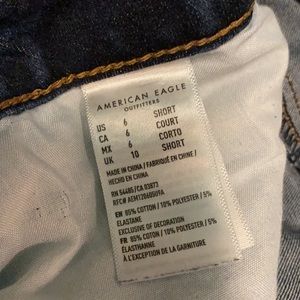 AMERICAN EAGLE
OUTFITTERS
US 6 SHORT
CA 6 COURT
MX 6 CORTO
UK 10 SHORT
MADE IN CHINA / FABRIQUÉ EN CHINE /
HECHO EN CHINA
RN 54485/CA 03873
EN 85% COTTON / 10% POLYESTER / 5%
ELASTANE
EXCLUSIVE OF DECORATION
FR 85% COTON / 10% POLYESTER / 5%
ÉLASTHANNE
À L'EXCEPTION DE LA GARNITURE